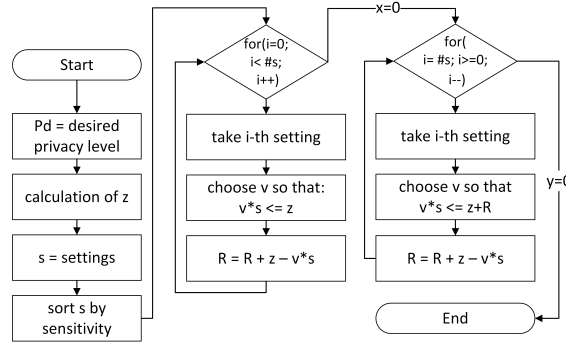 Start
Pd = desired
privacy level
calculation of z
s = settings
sort s by
sensitivity
for(i=0;
i< #s;
i++)
take i-th setting
choose v so that:
v*s <= z
R = R + z – v*s
x=0
for(
i= #s; i>=0;
i--)
take i-th setting
choose v so that
v*s <= z+R
R = R + z – v*s
y=0
End